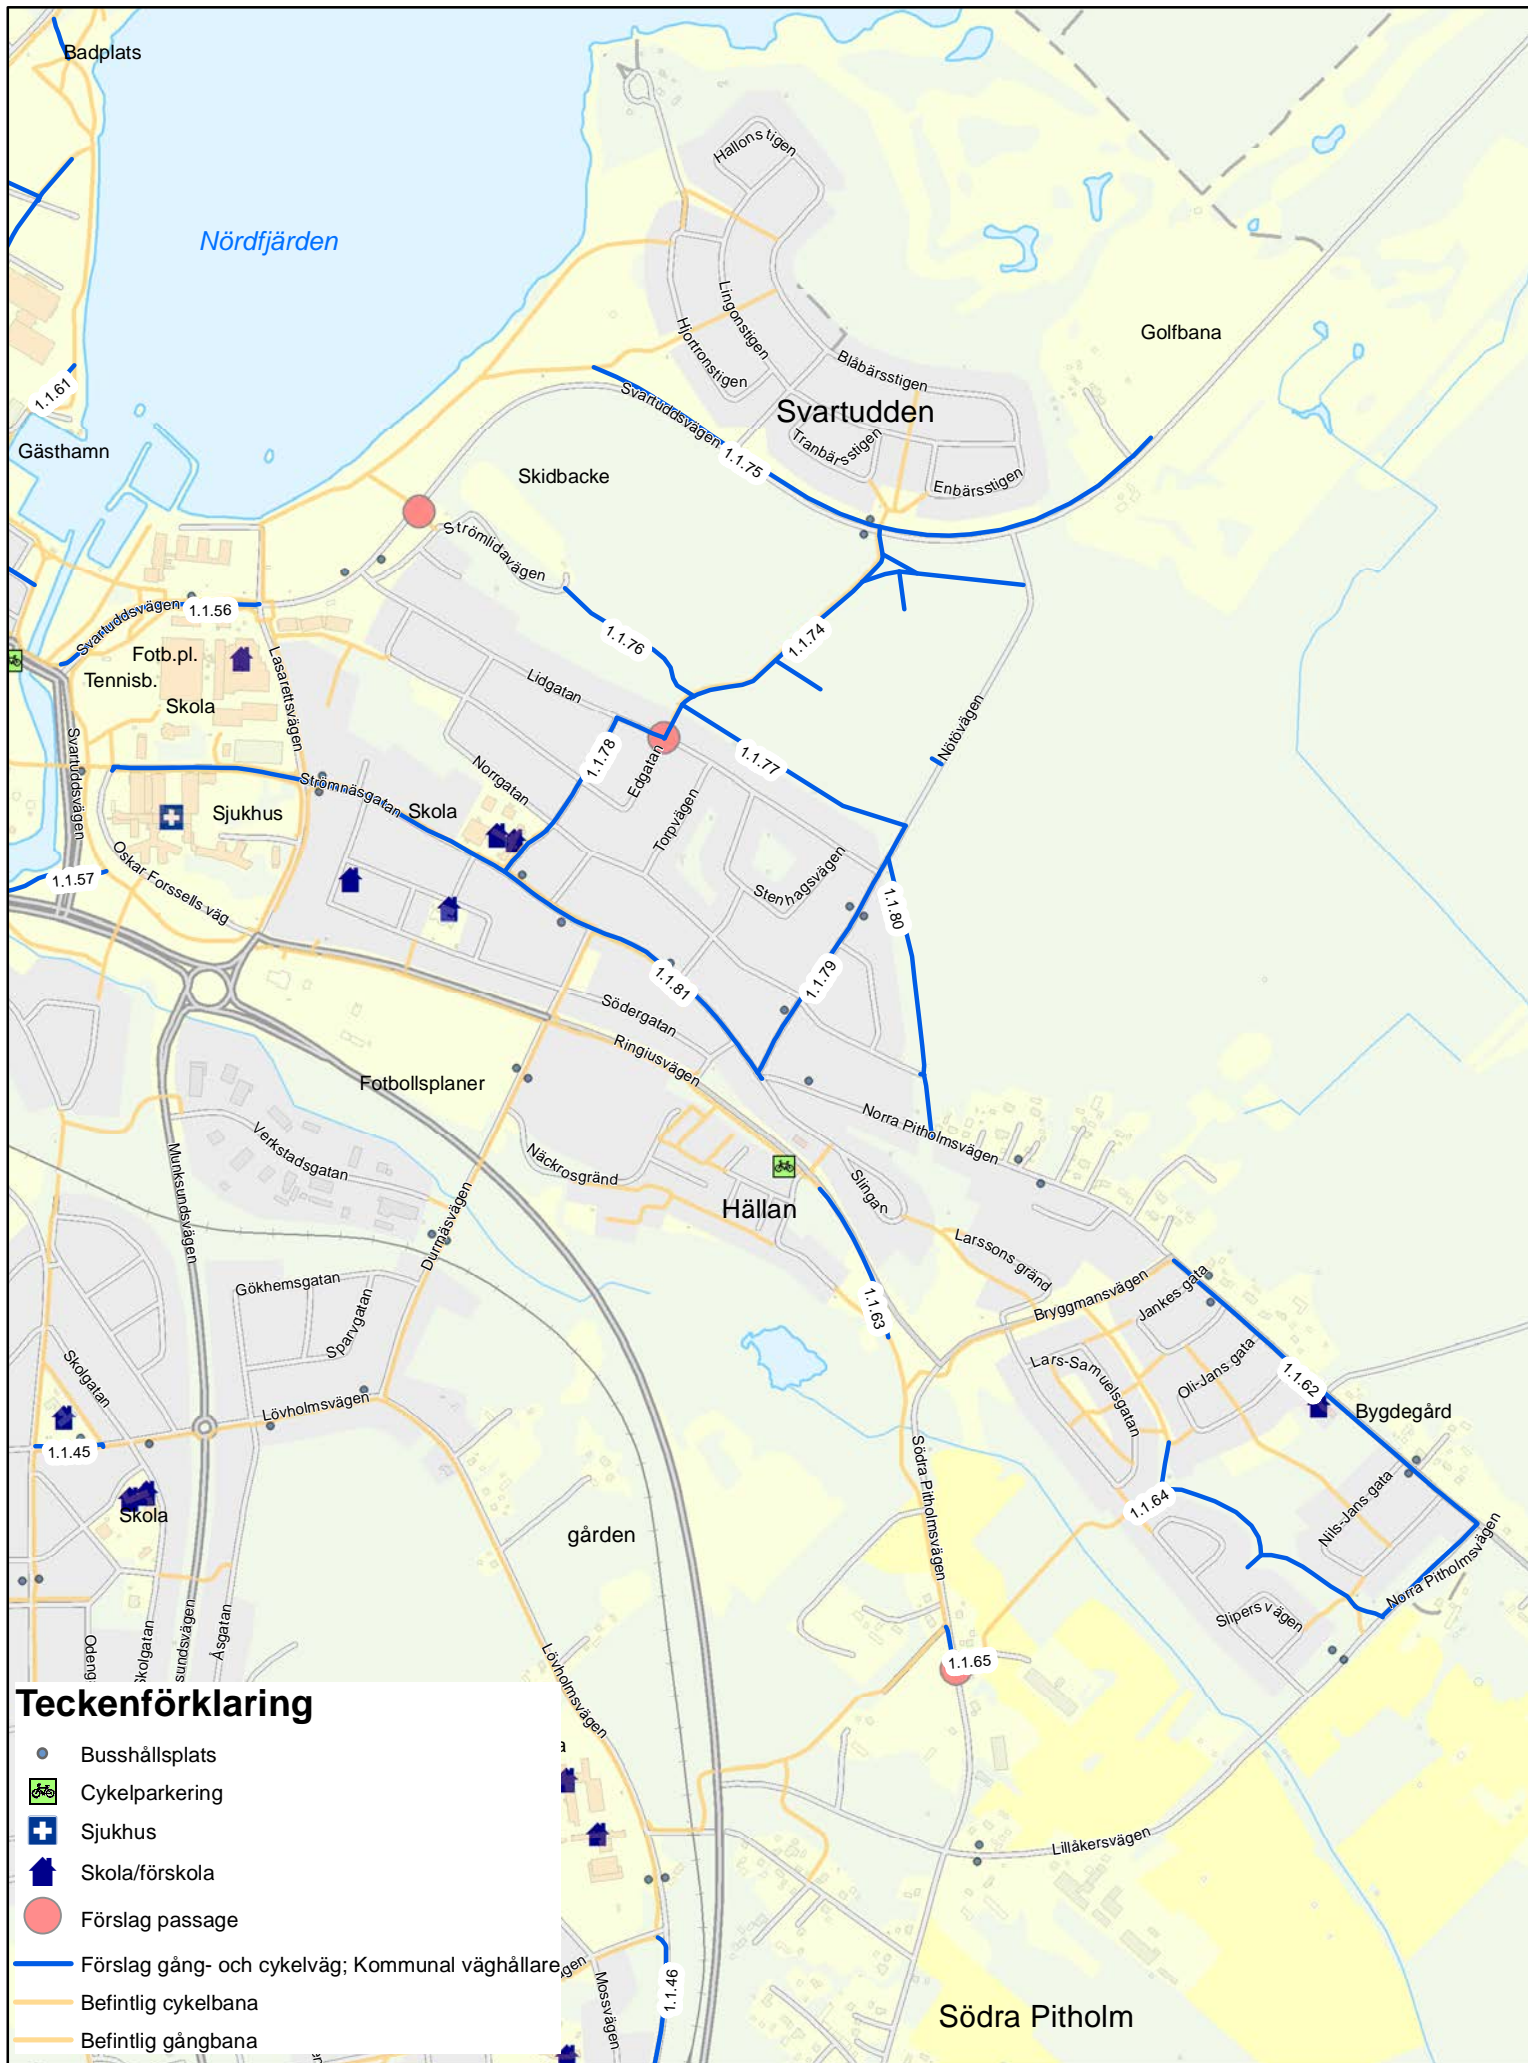 Badplats
Hallonstigen
Nördfjärden
Lingonstigen
Hjortronstigen
Golfbana
Blåbärsstigen
1.1.61
Svartuddsvägen
Svartudden
Gästhamn
Tranbärsstigen
1.1.75
Skidbacke
Enbärsstigen
Strömlidavägen
Svartuddsvägen
1.1.56
1.1.76
1.1.74
Fotb.pl.
Tennisb.
Lasarettsvägen
Lidgatan
Skola
Svartuddsvägen
1.1.78
Edgatan
1.1.77
Nötövägen
Norrgatan
Strömnäsgatan
Skola
Sjukhus
Torpvägen
Oskar Forssells väg
1.1.57
Stenhagsvägen
1.1.80
1.1.81
1.1.79
Södergatan
Ringiusvägen
Fotbollsplaner
Norra Pitholmsvägen
Verkstadsgatan
Munksundsvägen
Näckrosgränd
Durmäsvägen
Slingan
Hällan
Larssons gränd
Bryggmansvägen
Jankes gata
Gökhemsgatan
Sparvgatan
1.1.63
Lars-Samuelsgatan
Oli-Jans gata
1.1.62
Skolgatan
Lövholmsvägen
Bygdegård
1.1.45
Södra Pitholmsvägen
Nils-Jans gata
1.1.64
Skola
gården
Norra Pitholmsvägen
Slipersvägen
Odeng
Skolgatan
sundsvägen
Åsgatan
Lövholmsvägen
1.1.65
Teckenförklaring
Busshållsplats
Cykelparkering
Sjukhus
Skola/förskola
Förslag passage
Förslag gång- och cykelväg; Kommunal väghållare
Befintlig cykelbana
Befintlig gångbana
a
Lillåkersvägen
gen
Mossvägen
1.1.46
Södra Pitholm